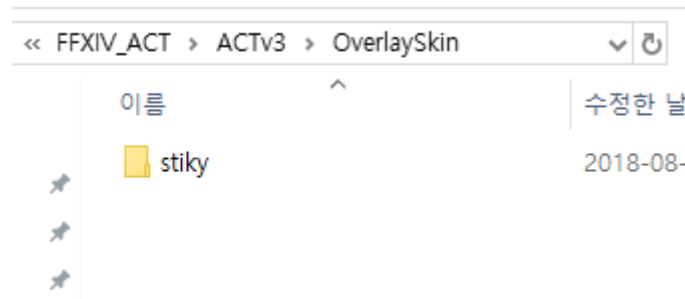 « FFXIV_ACT > ACTv3 > OverlaySkin
이름 수정한 날
stiky 2018-08-